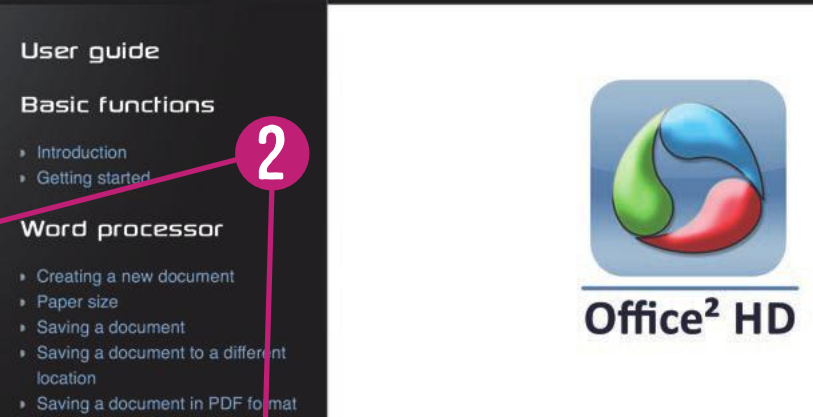 User guide
Basic functions
Introduction
Getting started
2
Word processor
Creating a new document
Paper size
Saving a document
Saving a document to a different
location
Saving a document in PDF format
Office² HD